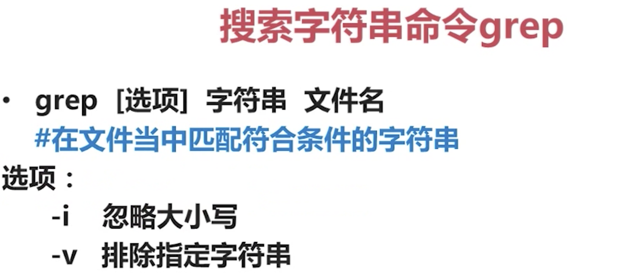 搜索字符串命令grep
• grep [选项] 字符串 文件名
#在文件当中匹配符合条件的字符串
选项：
-i 忽略大小写
-v 排除指定字符串